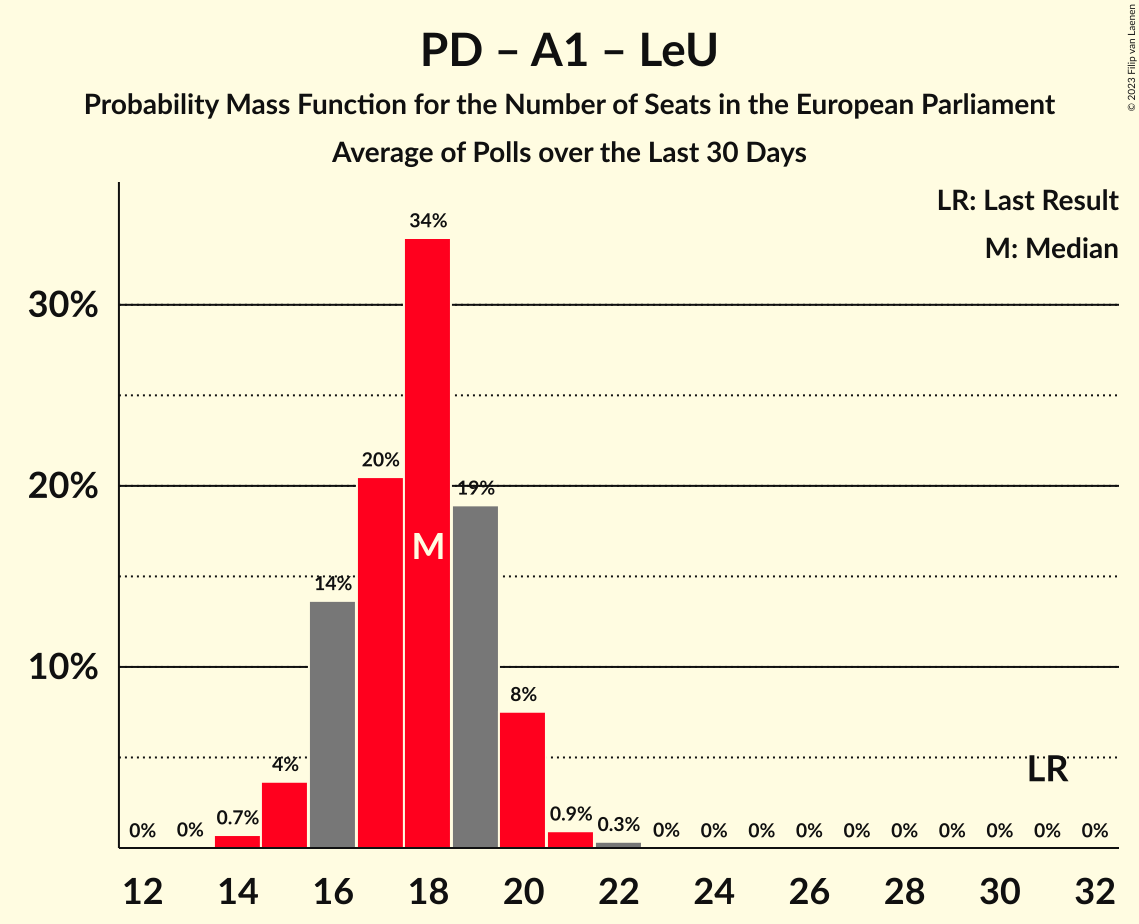 PD – A1 – LeU
Probability Mass Function for the Number of Seats in the European Parliament
Average of Polls over the Last 30 Days
© 2023 Filip van Laenen
LR: Last Result
M: Median
34%
30%
20%
20%
19%
M
14%
10%
8%
4%
LR
0% 0% 0.7% 0.9% 0.3% 0% 0% 0% 0% 0% 0% 0% 0% 0% 0%
12 14 16 18 20 22 24 26 28 30 32